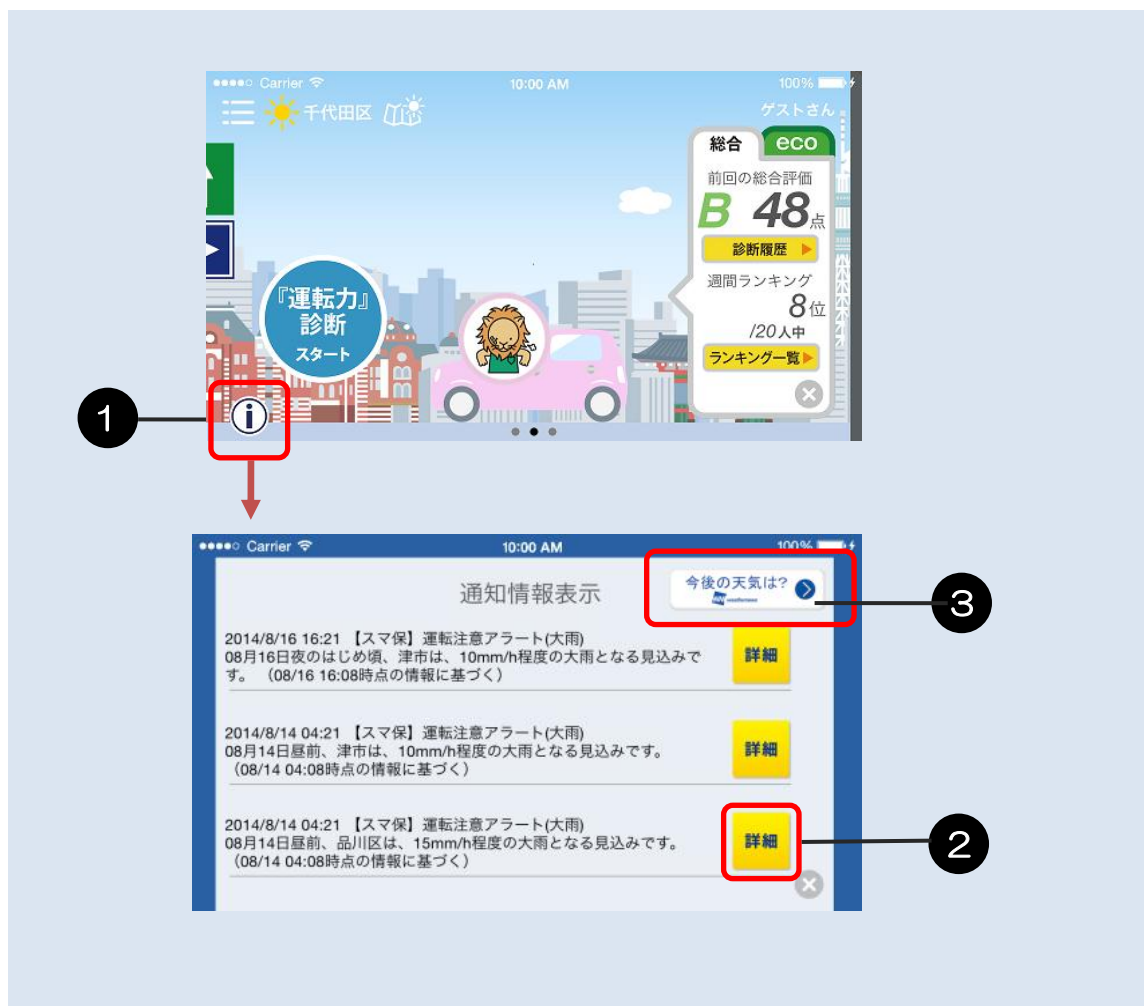 Carrier 10:00 AM 100%
千代田区 ゲストさん
総合 eco
前回の総合評価
B 48点
診断履歴
週間ランキング
8位
/20人中
ランキング一覧
『運転力』
診断
スタート
1
i
Carrier 10:00 AM 100%
通知情報表示
今後の天気は?
weathernews
3
2014/8/16 16:21 【スマ保】運転注意アラート(大雨)
08月16日夜のはじめ頃、津市は、10mm/h程度の大雨となる見込みで
す。 (08/16 16:08時点の情報に基づく)
詳細
2014/8/14 04:21 【スマ保】運転注意アラート(大雨)
08月14日昼前、津市は、10mm/h程度の大雨となる見込みです。
(08/14 04:08時点の情報に基づく)
詳細
2014/8/14 04:21 【スマ保】運転注意アラート(大雨)
08月14日昼前、品川区は、15mm/h程度の大雨となる見込みです。
(08/14 04:08時点の情報に基づく)
詳細
2